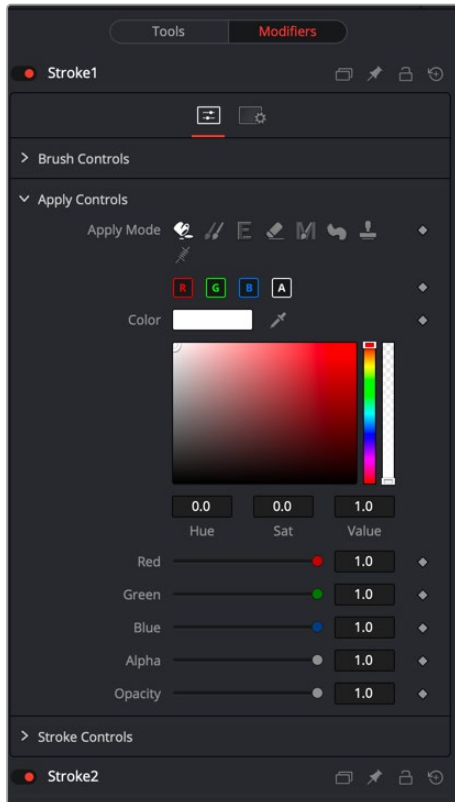 Tools Modifiers
Stroke1
Brush Controls
Apply Controls
Apply Mode E M
R G B A
Color
0.0 0.0 1.0
Hue Sat Value
Red 1.0
Green 1.0
Blue 1.0
Alpha 1.0
Opacity 1.0
Stroke Controls
Stroke2